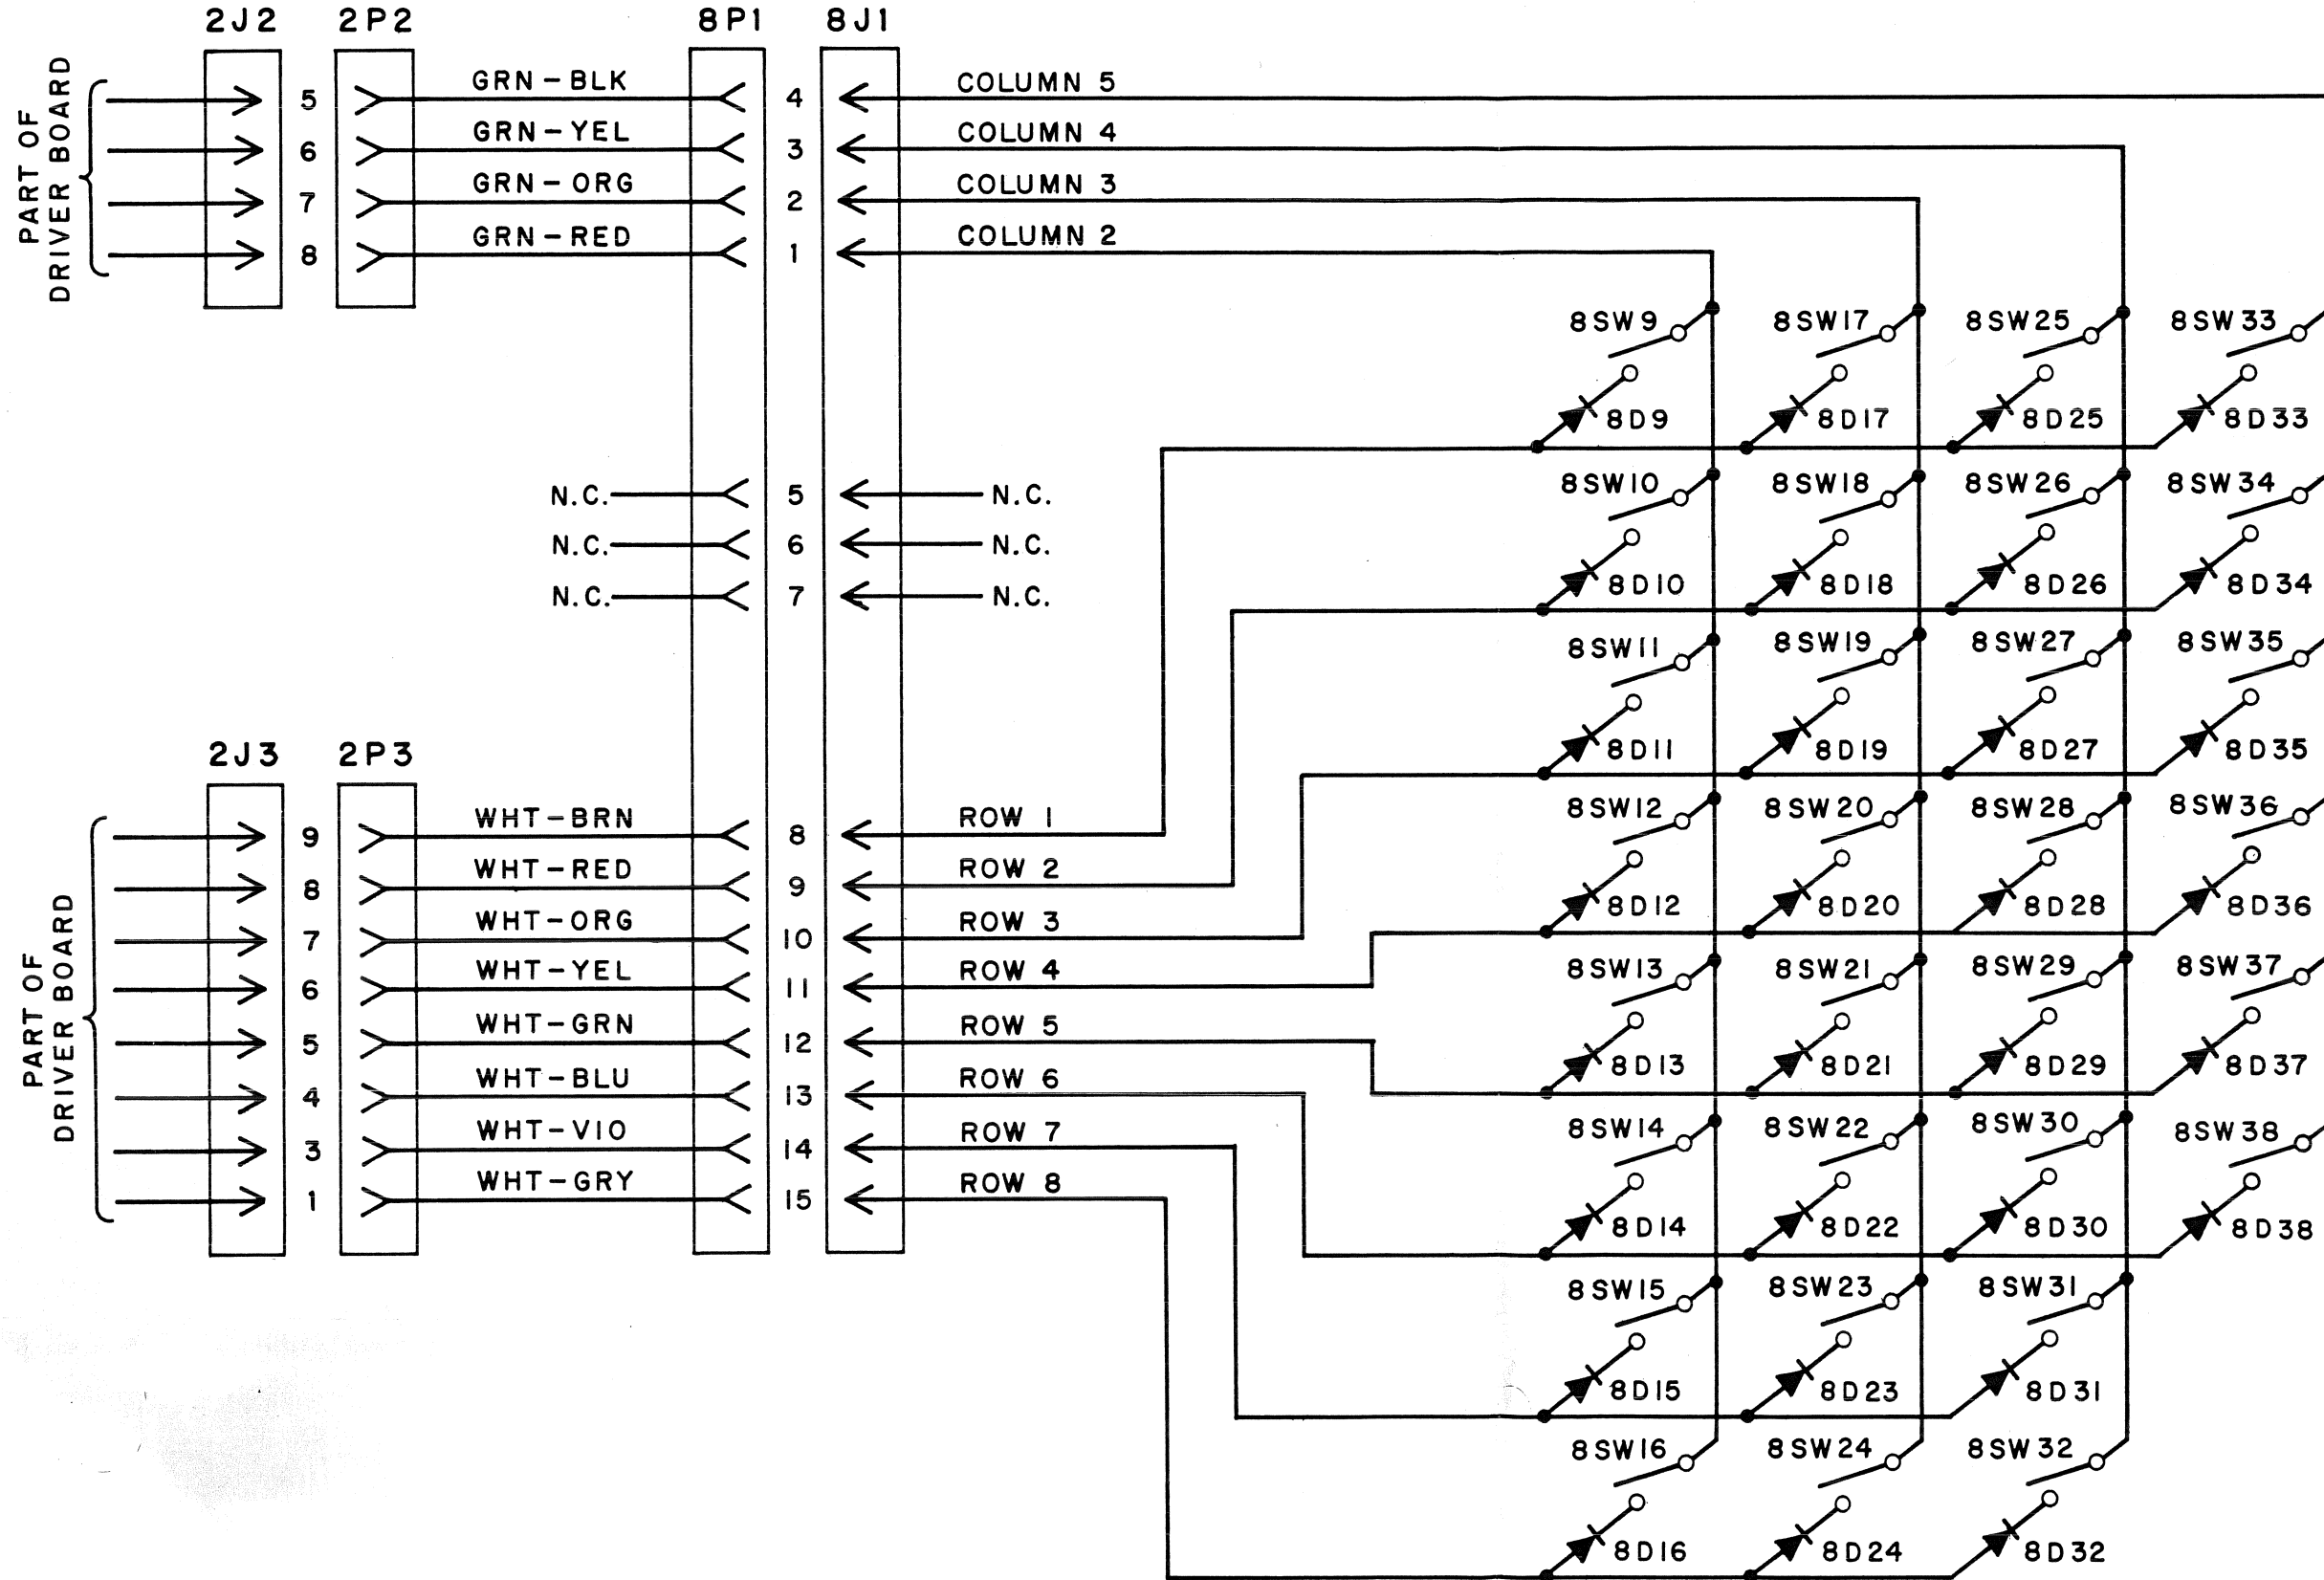 2J2 2P2 8P1 8J1
PART OF
DRIVER BOARD
5 GRN-BLK 4 COLUMN 5
6 GRN-YEL 3 COLUMN 4
7 GRN-ORG 2 COLUMN 3
8 GRN-RED 1 COLUMN 2
8SW9 8SW17 8SW25 8SW33
8D9 8D17 8D25 8D33
N.C. 5 N.C.
8SW10 8SW18 8SW26 8SW34
N.C. 6 N.C.
N.C. 7 N.C.
8D10 8D18 8D26 8D34
8SW11 8SW19 8SW27 8SW35
8D11 8D19 8D27 8D35
2J3 2P3
PART OF
DRIVER BOARD
9 WHT-BRN 8 ROW 1
8 WHT-RED 9 ROW 2
7 WHT-ORG 10 ROW 3
6 WHT-YEL 11 ROW 4
5 WHT-GRN 12 ROW 5
4 WHT-BLU 13 ROW 6
3 WHT-VIO 14 ROW 7
1 WHT-GRY 15 ROW 8
8SW12 8SW20 8SW28 8SW36
8D12 8D20 8D28 8D36
8SW13 8SW21 8SW29 8SW37
8D13 8D21 8D29 8D37
8SW14 8SW22 8SW30 8SW38
8D14 8D22 8D30 8D38
8SW15 8SW23 8SW31
8D15 8D23 8D31
8SW16 8SW24 8SW32
8D16 8D24 8D32